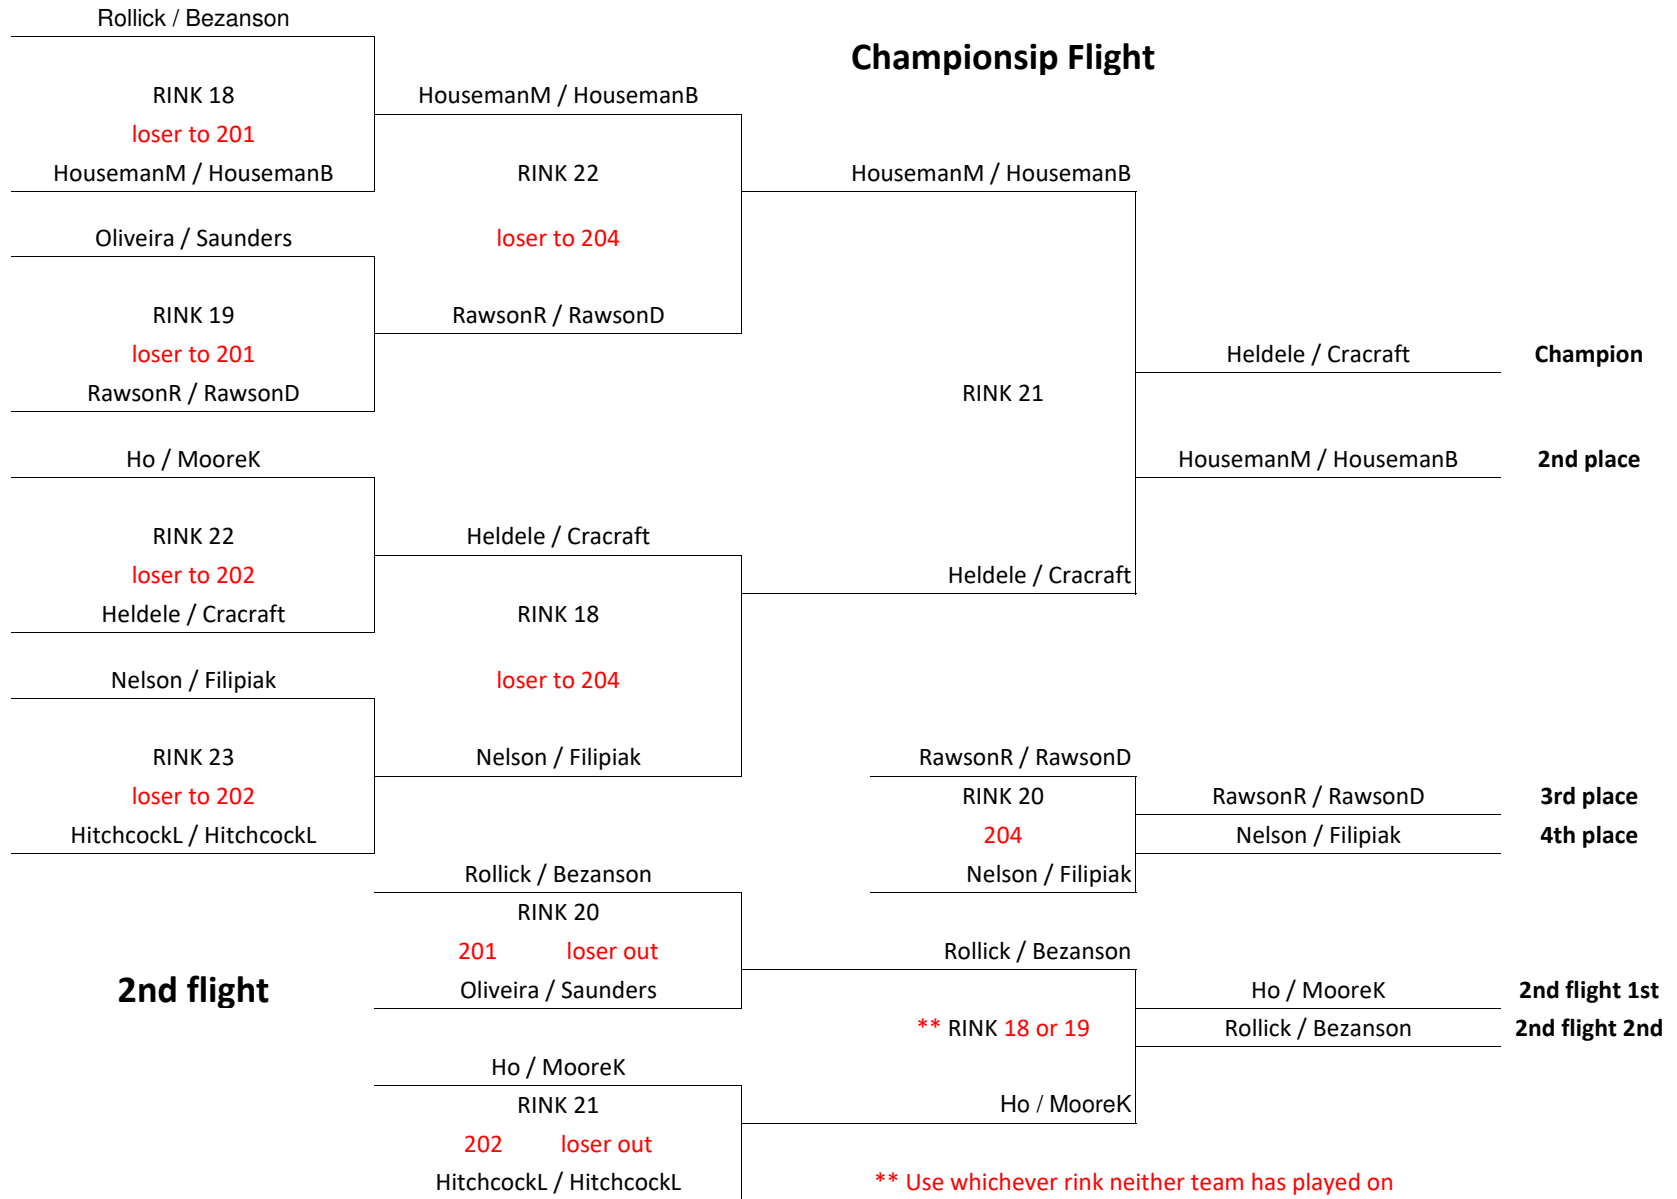 Rollick / Bezanson
Championsip Flight
RINK 18
HousemanM / HousemanB
loser to 201
HousemanM / HousemanB
RINK 22
HousemanM / HousemanB
Oliveira / Saunders
loser to 204
RINK 19
RawsonR / RawsonD
loser to 201
Heldele / Cracraft
Champion
RawsonR / RawsonD
RINK 21
Ho / MooreK
HousemanM / HousemanB
2nd place
RINK 22
Heldele / Cracraft
loser to 202
Heldele / Cracraft
Heldele / Cracraft
RINK 18
Nelson / Filipiak
loser to 204
RINK 23
Nelson / Filipiak
RawsonR / RawsonD
loser to 202
RINK 20
RawsonR / RawsonD
3rd place
HitchcockL / HitchcockL
204
Nelson / Filipiak
4th place
Rollick / Bezanson
Nelson / Filipiak
RINK 20
201 loser out
Rollick / Bezanson
2nd flight
Oliveira / Saunders
Ho / MooreK
2nd flight 1st
** RINK 18 or 19
Rollick / Bezanson
2nd flight 2nd
Ho / MooreK
RINK 21
Ho / MooreK
202 loser out
HitchcockL / HitchcockL
** Use whichever rink neither team has played on